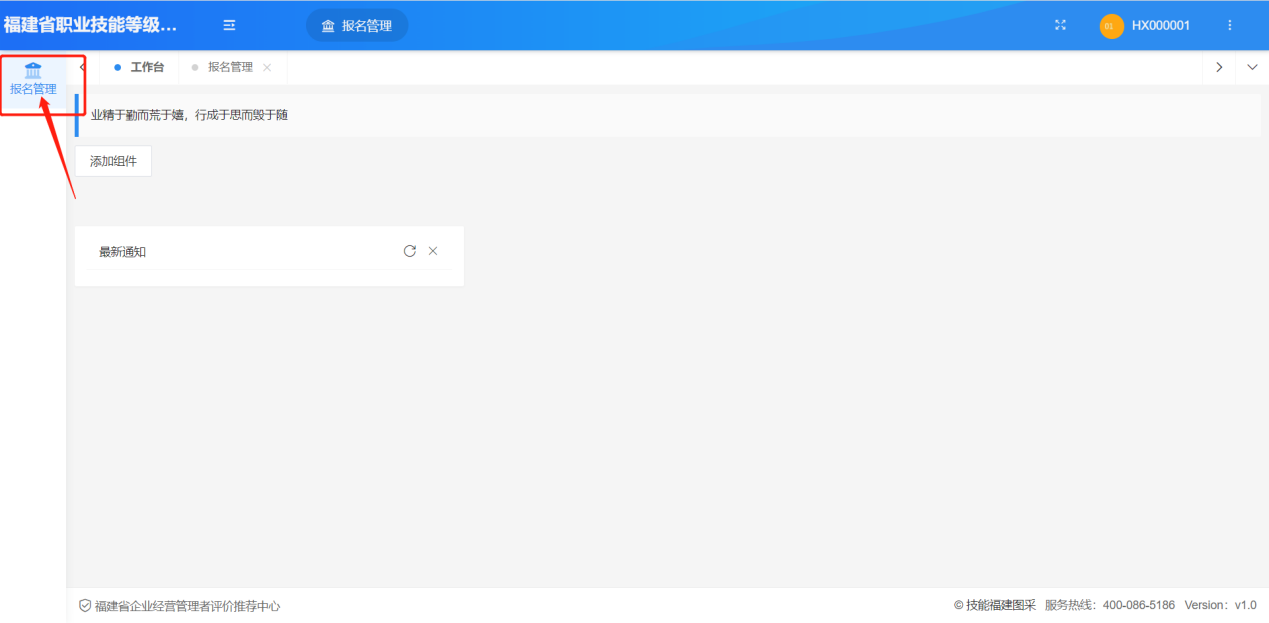 福建省职业技能等级...
报名管理
HX000001
报名管理
工作台
报名管理
业精于勤而荒于嬉，行成于思而毁于随
添加组件
最新通知
福建省企业经营管理者评价推荐中心
© 技能福建图采 服务热线：400-086-5186 Version：v1.0